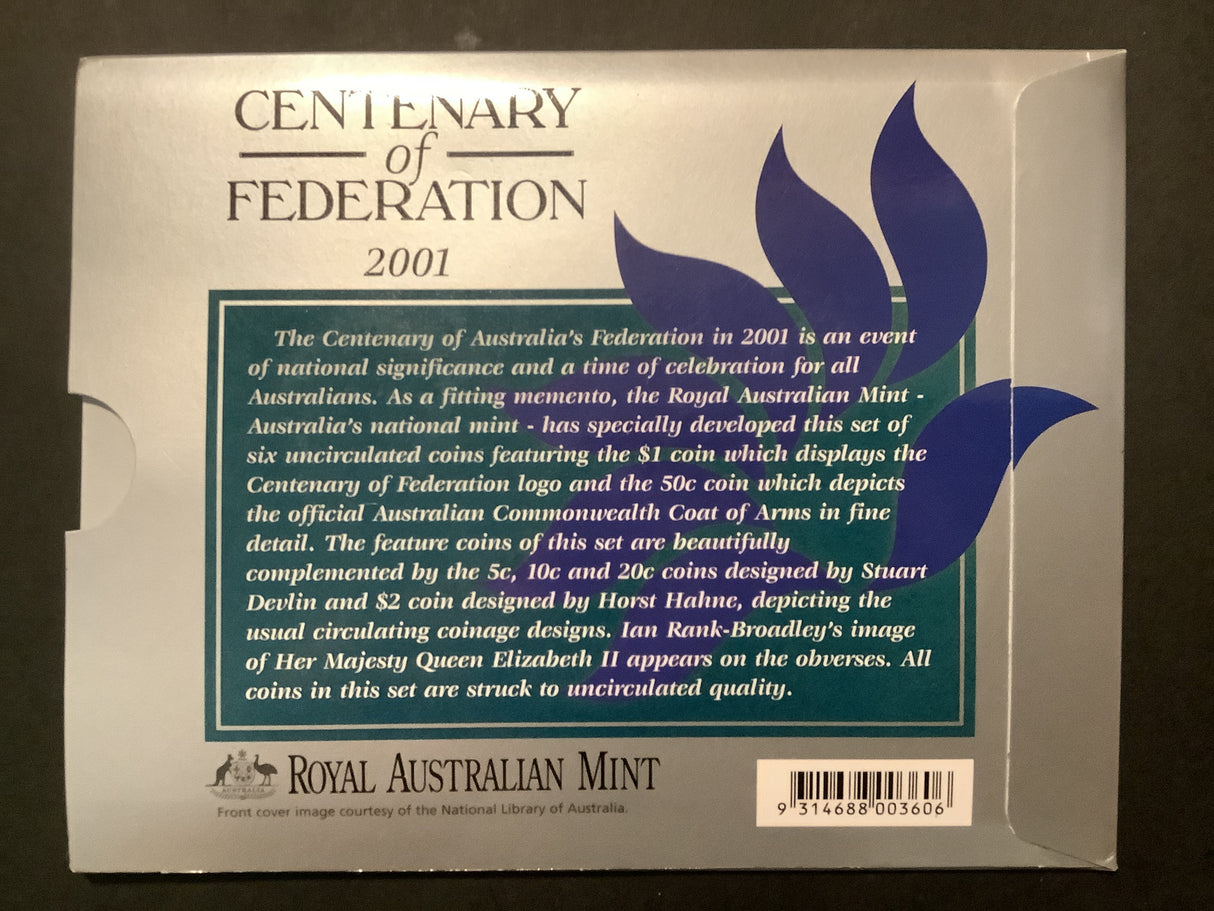 CENTENARY
of
FEDERATION
2001
The Centenary of Australia's Federation in 2001 is an event
of national significance and a time of celebration for all
Australians. As a fitting memento, the Royal Australian Mint -
Australia's national mint - has specially developed this set of
six uncirculated coins featuring the $1 coin which displays the
Centenary of Federation logo and the 50c coin which depicts
the official Australian Commonwealth Coat of Arms in fine
detail. The feature coins of this set are beautifully
complemented by the 5c, 10c and 20c coins designed by Stuart
Devlin and $2 coin designed by Horst Hahne, depicting the
usual circulating coinage designs. Ian Rank-Broadley's image
of Her Majesty Queen Elizabeth II appears on the obverses. All
coins in this set are struck to uncirculated quality.
AUSTRALIA
ROYAL AUSTRALIAN MINT
Front cover image courtesy of the National Library of Australia.
9 314688 003606